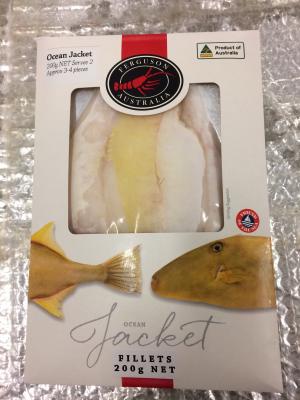 Ocean Jacket
200g NET Serves 2
Approx 3-4 pieces
FERGUSON
AUSTRALIA
Product of
Australia
OCEAN
Jacket
FILLETS
200g NET